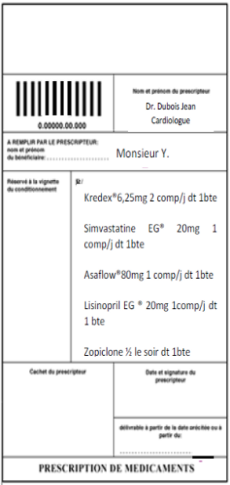 Nom et prénom du prescripteur
Dr. Dubois Jean
Cardiologue
0.00000.00.000
A REMPLIR PAR LE PRESCRIPTEUR:
nom et prénom
du bénéficiaire:
Monsieur Y.
Réservé à la vignette
du conditionnement
R/
Kredex®6,25mg 2 comp/j dt 1bte
Simvastatine EG® 20mg 1
comp/j dt 1bte
Asaflow®80mg 1 comp/j dt 1bte
Lisinopril EG ® 20mg 1comp/j dt
1 bte
Zopiclone ½ le soir dt 1bte
Cachet du prescripteur
Date et signature du
prescripteur
délivrable à partir de la date précitée ou à
partir du:
PRESCRIPTION DE MEDICAMENTS